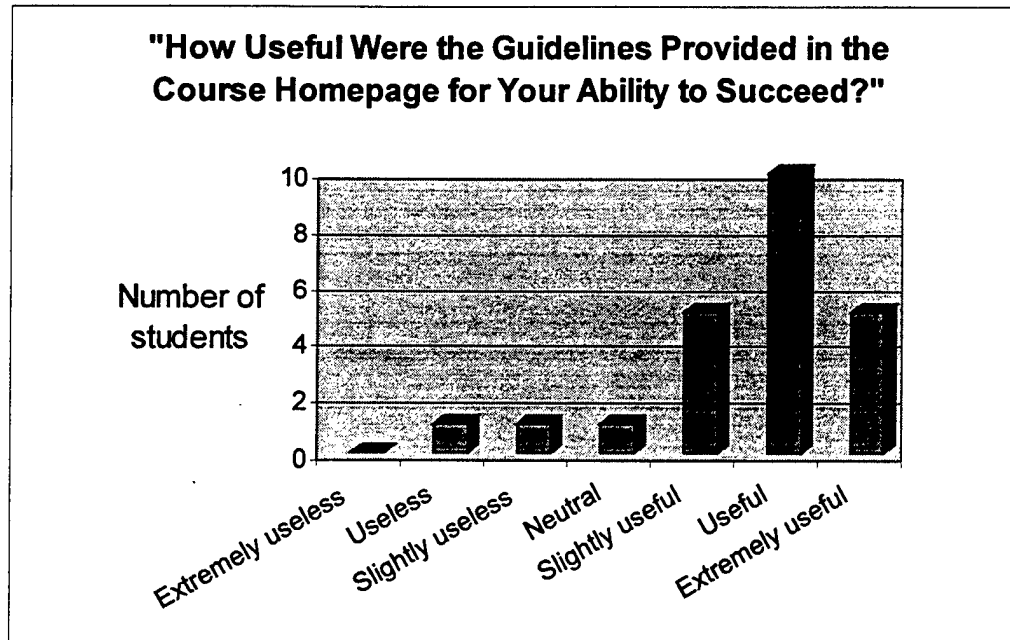 "How Useful Were the Guidelines Provided in the
Course Homepage for Your Ability to Succeed?"
10
8
6
4
2
0
Number of
students
Extremely useless
Useless
Slightly useless
Neutral
Slightly useful
Useful
Extremely useful